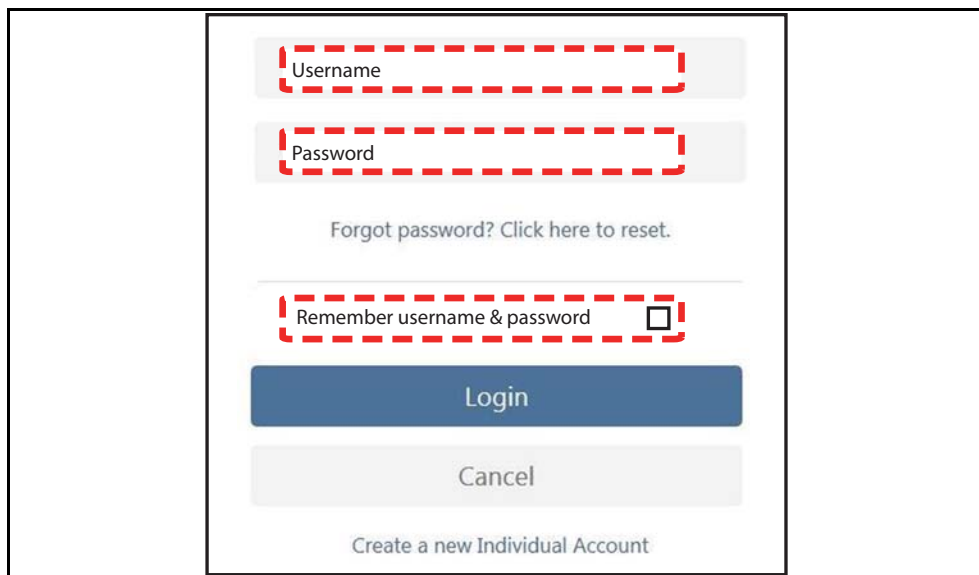 Username
Password
Forgot password? Click here to reset.
Remember username & password
Login
Cancel
Create a new Individual Account